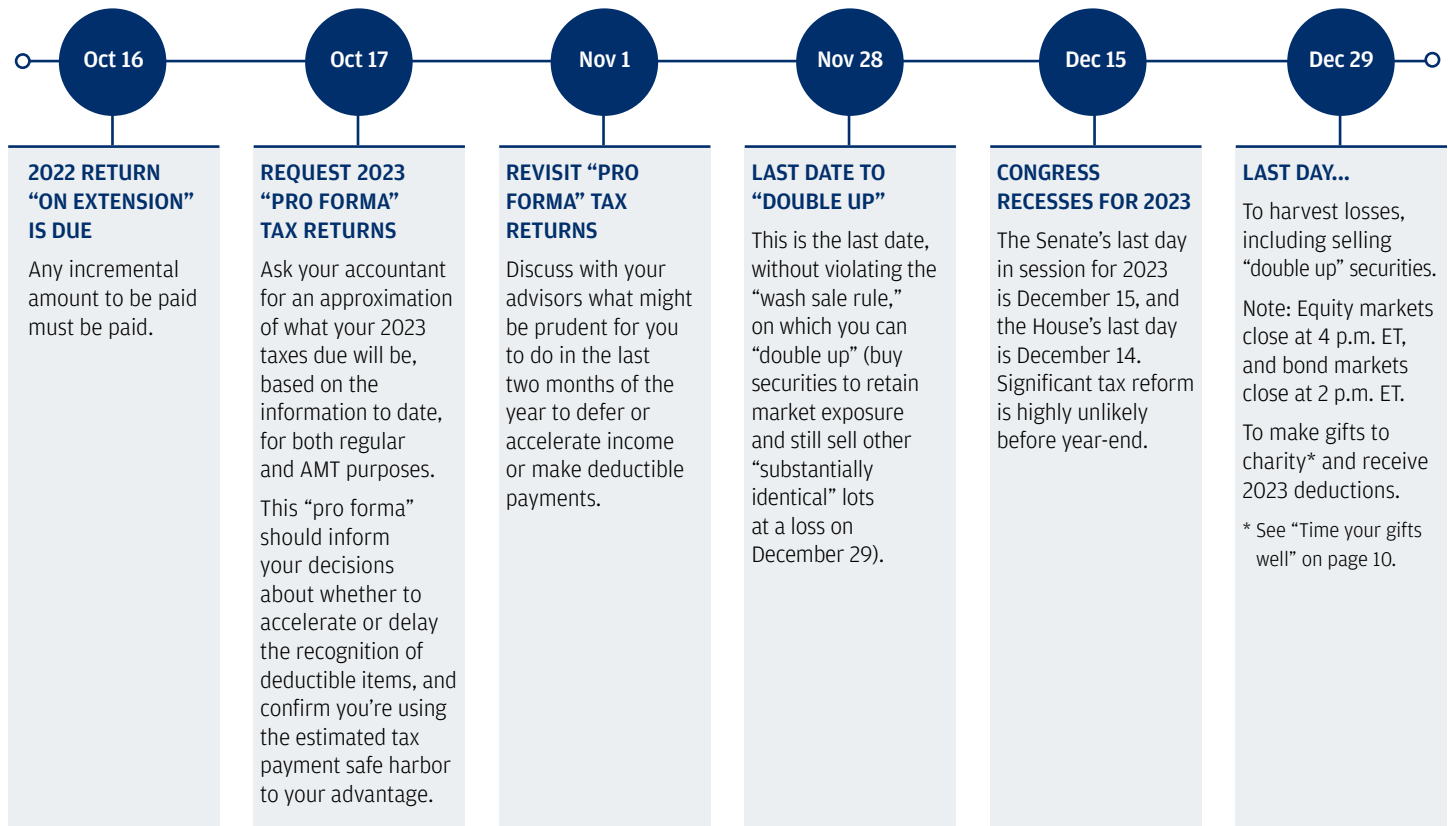 Oct 16
Oct 17
Nov 1
Nov 28
Dec 15
Dec 29
2022 RETURN
“ON EXTENSION”
IS DUE
Any incremental
amount to be paid
must be paid.
REQUEST 2023
“PRO FORMA”
TAX RETURNS
Ask your accountant
for an approximation
of what your 2023
taxes due will be,
based on the
information to date,
for both regular
and AMT purposes.
This “pro forma”
should inform
your decisions
about whether to
accelerate or delay
the recognition of
deductible items, and
confirm you’re using
the estimated tax
payment safe harbor
to your advantage.
REVISIT “PRO
FORMA” TAX
RETURNS
Discuss with your
advisors what might
be prudent for you
to do in the last
two months of the
year to defer or
accelerate income
or make deductible
payments.
LAST DATE TO
“DOUBLE UP”
This is the last date,
without violating the
“wash sale rule,”
on which you can
“double up” (buy
securities to retain
market exposure
and still sell other
“substantially
identical” lots
at a loss on
December 29).
CONGRESS
RECESSES FOR 2023
The Senate’s last day
in session for 2023
is December 15, and
the House’s last day
is December 14.
Significant tax reform
is highly unlikely
before year-end.
LAST DAY...
To harvest losses,
including selling
“double up” securities.
Note: Equity markets
close at 4 p.m. ET,
and bond markets
close at 2 p.m. ET.
To make gifts to
charity* and receive
2023 deductions.
* See “Time your gifts
well” on page 10.